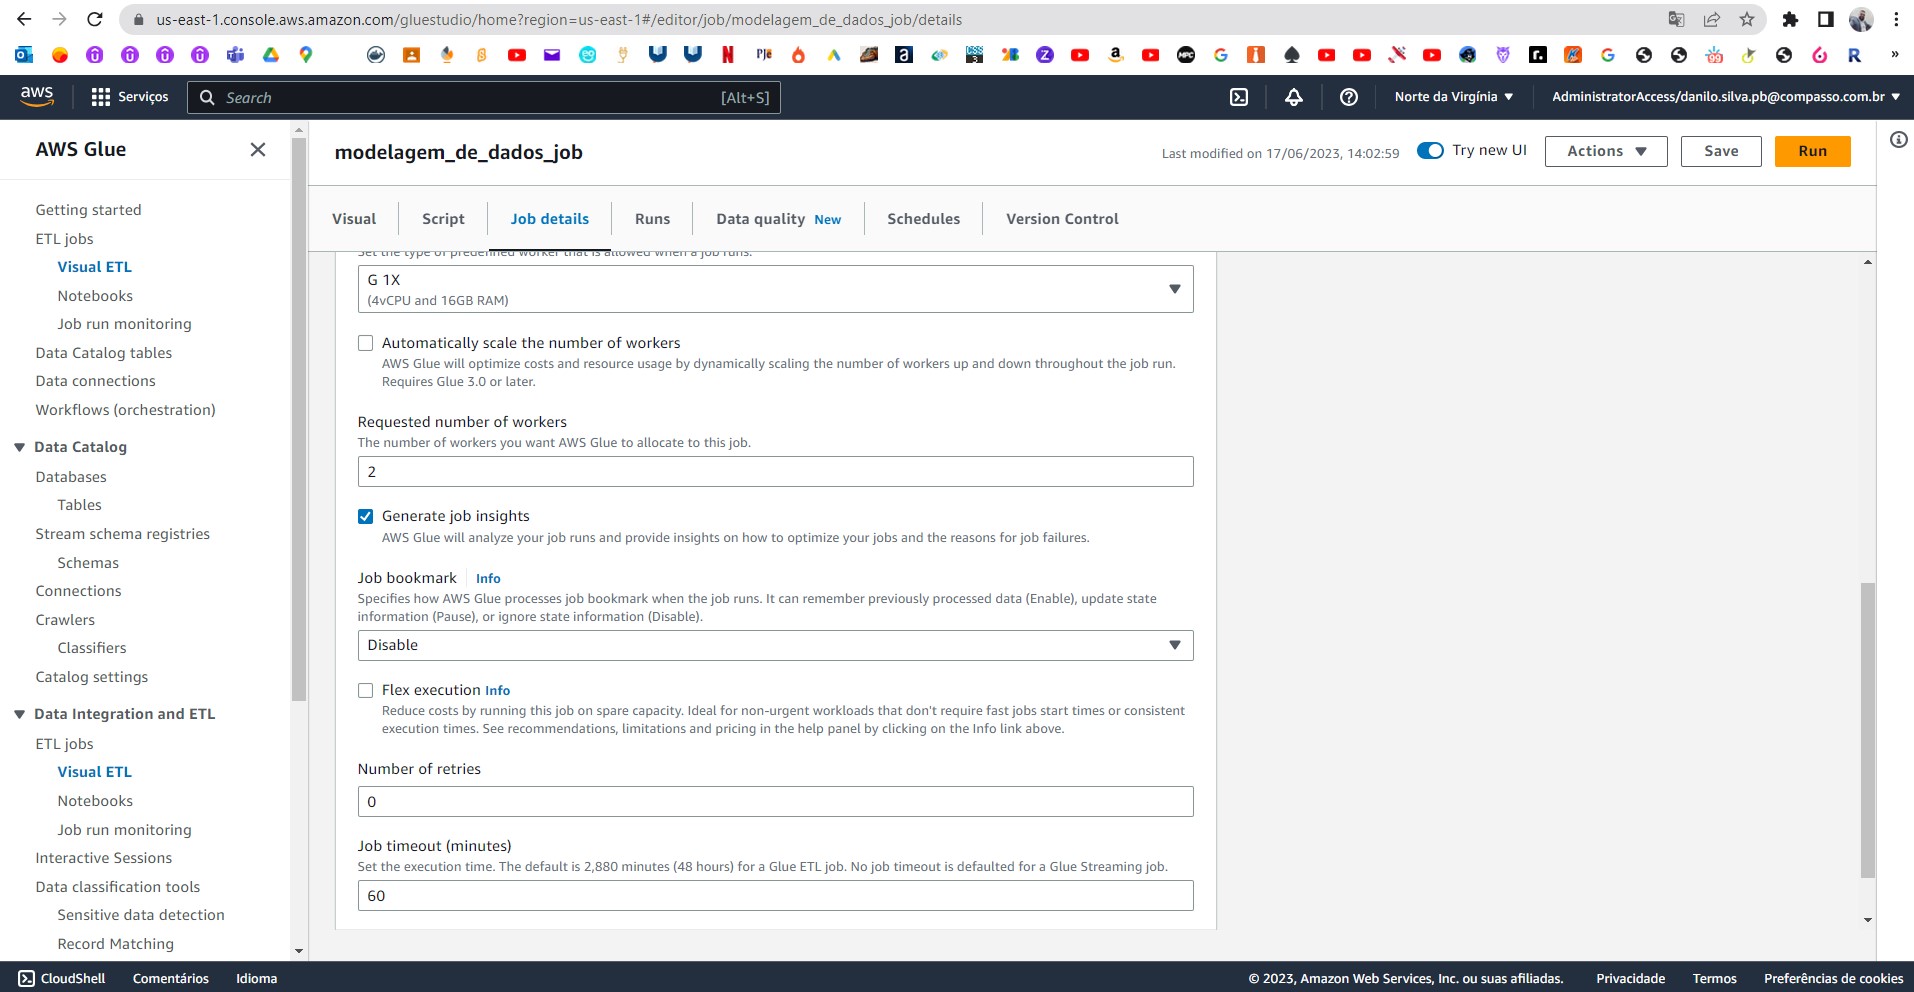 us-east-1.console.aws.amazon.com/gluestudio/home?region=us-east-1#/editor/job/modelagem_de_dados_job/details
aws
Serviços
Search
[Alt+S]
Norte da Virgínia
AdministratorAccess/danilo.silva.pb@compasso.com.br
AWS Glue
Getting started
ETL jobs
Visual ETL
Notebooks
Job run monitoring
Data Catalog tables
Data connections
Workflows (orchestration)
Data Catalog
Databases
Tables
Stream schema registries
Schemas
Connections
Crawlers
Classifiers
Catalog settings
Data Integration and ETL
ETL jobs
Visual ETL
Notebooks
Job run monitoring
Interactive Sessions
Data classification tools
Sensitive data detection
Record Matching
modelagem_de_dados_job
Last modified on 17/06/2023, 14:02:59
Try new UI
Actions
Save
Run
Visual
Script
Job details
Runs
Data quality New
Schedules
Version Control
Set the type of predefined worker that is allowed when a job runs.
G 1X
(4vCPU and 16GB RAM)
Automatically scale the number of workers
AWS Glue will optimize costs and resource usage by dynamically scaling the number of workers up and down throughout the job run.
Requires Glue 3.0 or later.
Requested number of workers
The number of workers you want AWS Glue to allocate to this job.
2
Generate job insights
AWS Glue will analyze your job runs and provide insights on how to optimize your jobs and the reasons for job failures.
Job bookmark Info
Specifies how AWS Glue processes job bookmark when the job runs. It can remember previously processed data (Enable), update state
information (Pause), or ignore state information (Disable).
Disable
Flex execution Info
Reduce costs by running this job on spare capacity. Ideal for non-urgent workloads that don't require fast jobs start times or consistent
execution times. See recommendations, limitations and pricing in the help panel by clicking on the Info link above.
Number of retries
0
Job timeout (minutes)
Set the execution time. The default is 2,880 minutes (48 hours) for a Glue ETL job. No job timeout is defaulted for a Glue Streaming job.
60
CloudShell
Comentários
Idioma
© 2023, Amazon Web Services, Inc. ou suas afiliadas.
Privacidade
Termos
Preferências de cookies